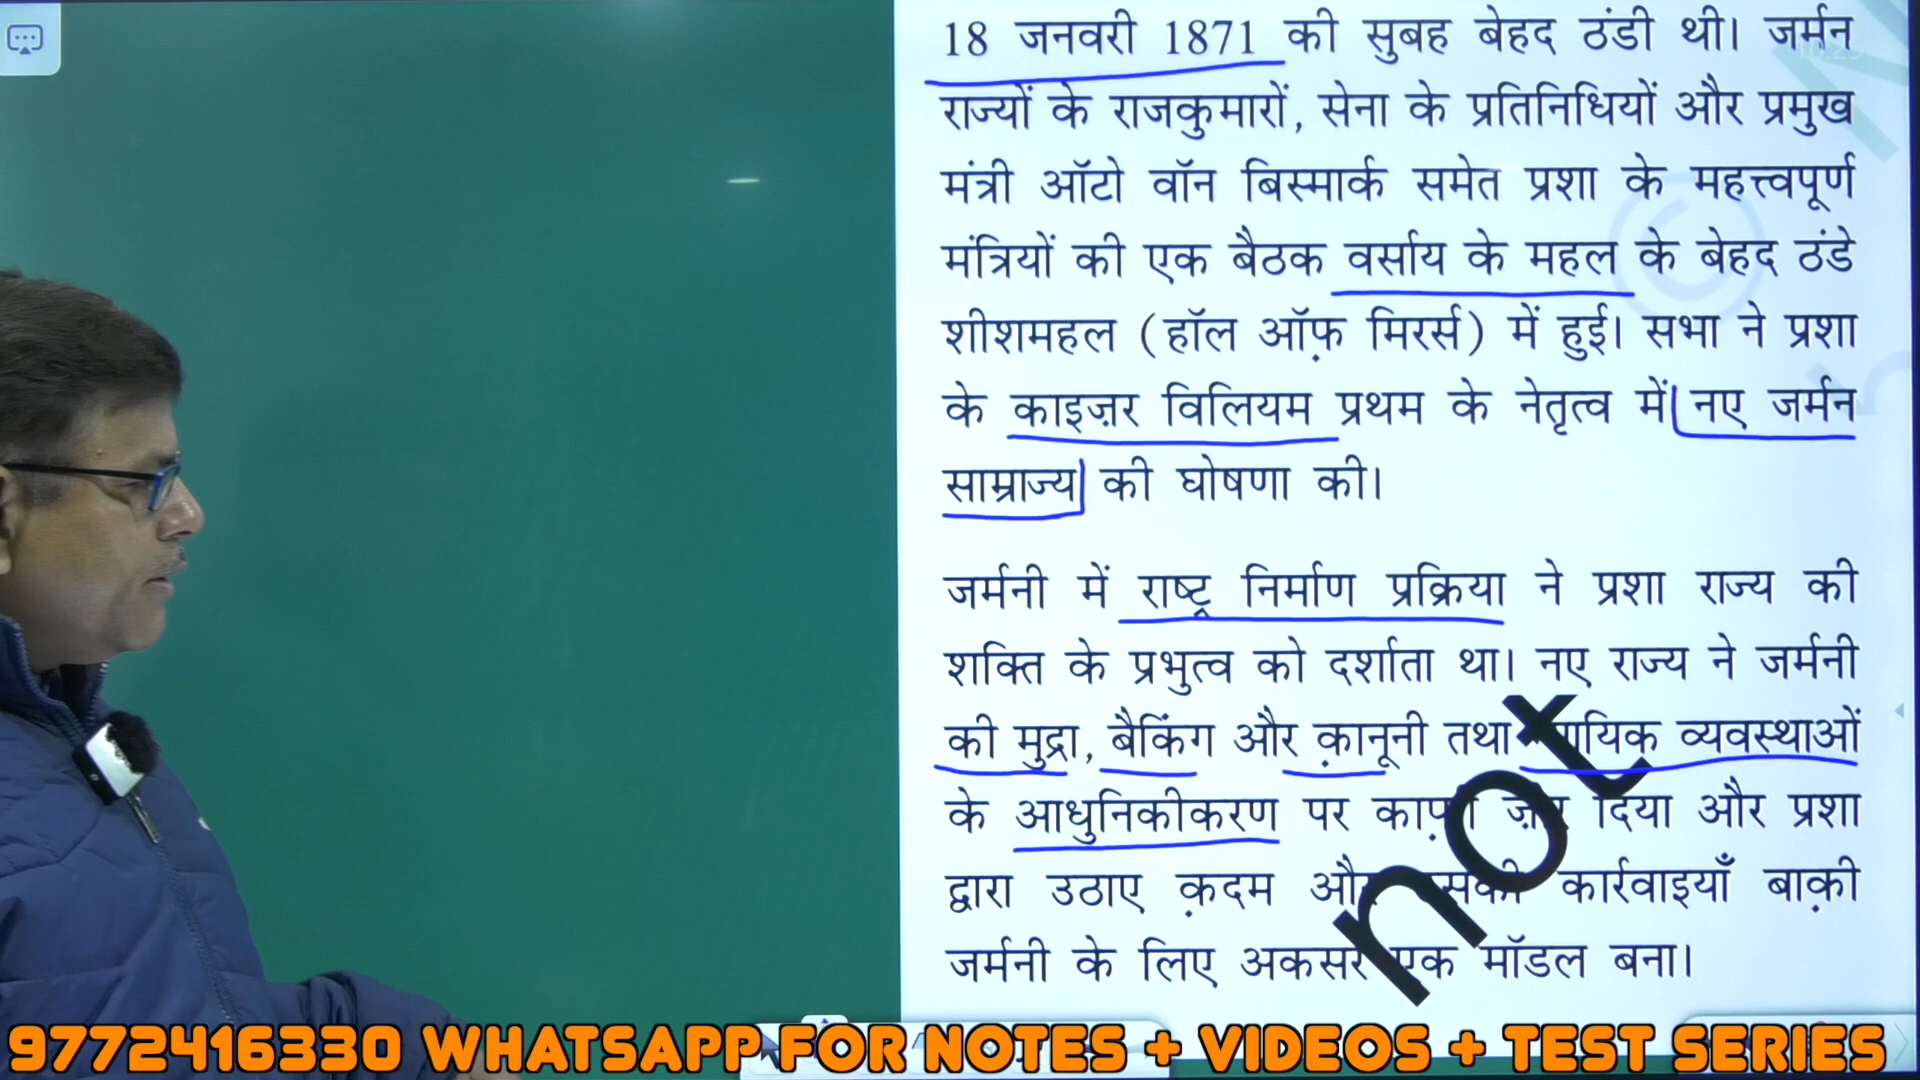 18 जनवरी 1871 की सुबह बेहद ठंडी थी। जर्मन
राज्यों के राजकुमारों, सेना के प्रतिनिधियों और प्रमुख
मंत्री ऑटो वॉन बिस्मार्क समेत प्रशा के महत्त्वपूर्ण
मंत्रियों की एक बैठक वर्साय के महल के बेहद ठंडे
शीशमहल (हॉल ऑफ़ मिरर्स) में हुई। सभा ने प्रशा
के काइज़र विलियम प्रथम के नेतृत्व में नए जर्मन
साम्राज्य की घोषणा की।
जर्मनी में राष्ट्र निर्माण प्रक्रिया ने प्रशा राज्य की
शक्ति के प्रभुत्व को दर्शाता था। नए राज्य ने जर्मनी
की मुद्रा, बैकिंग और क़ानूनी तथा व्यवस्थाओं
के आधुनिकीकरण पर दिया और प्रशा
द्वारा उठाए क़दम कार्रवाइयाँ बाक़ी
जर्मनी के लिए अकसर एक मॉडल बना।
not
9772416330 WHATSAPP FOR NOTES + VIDEOS + TEST SERIES